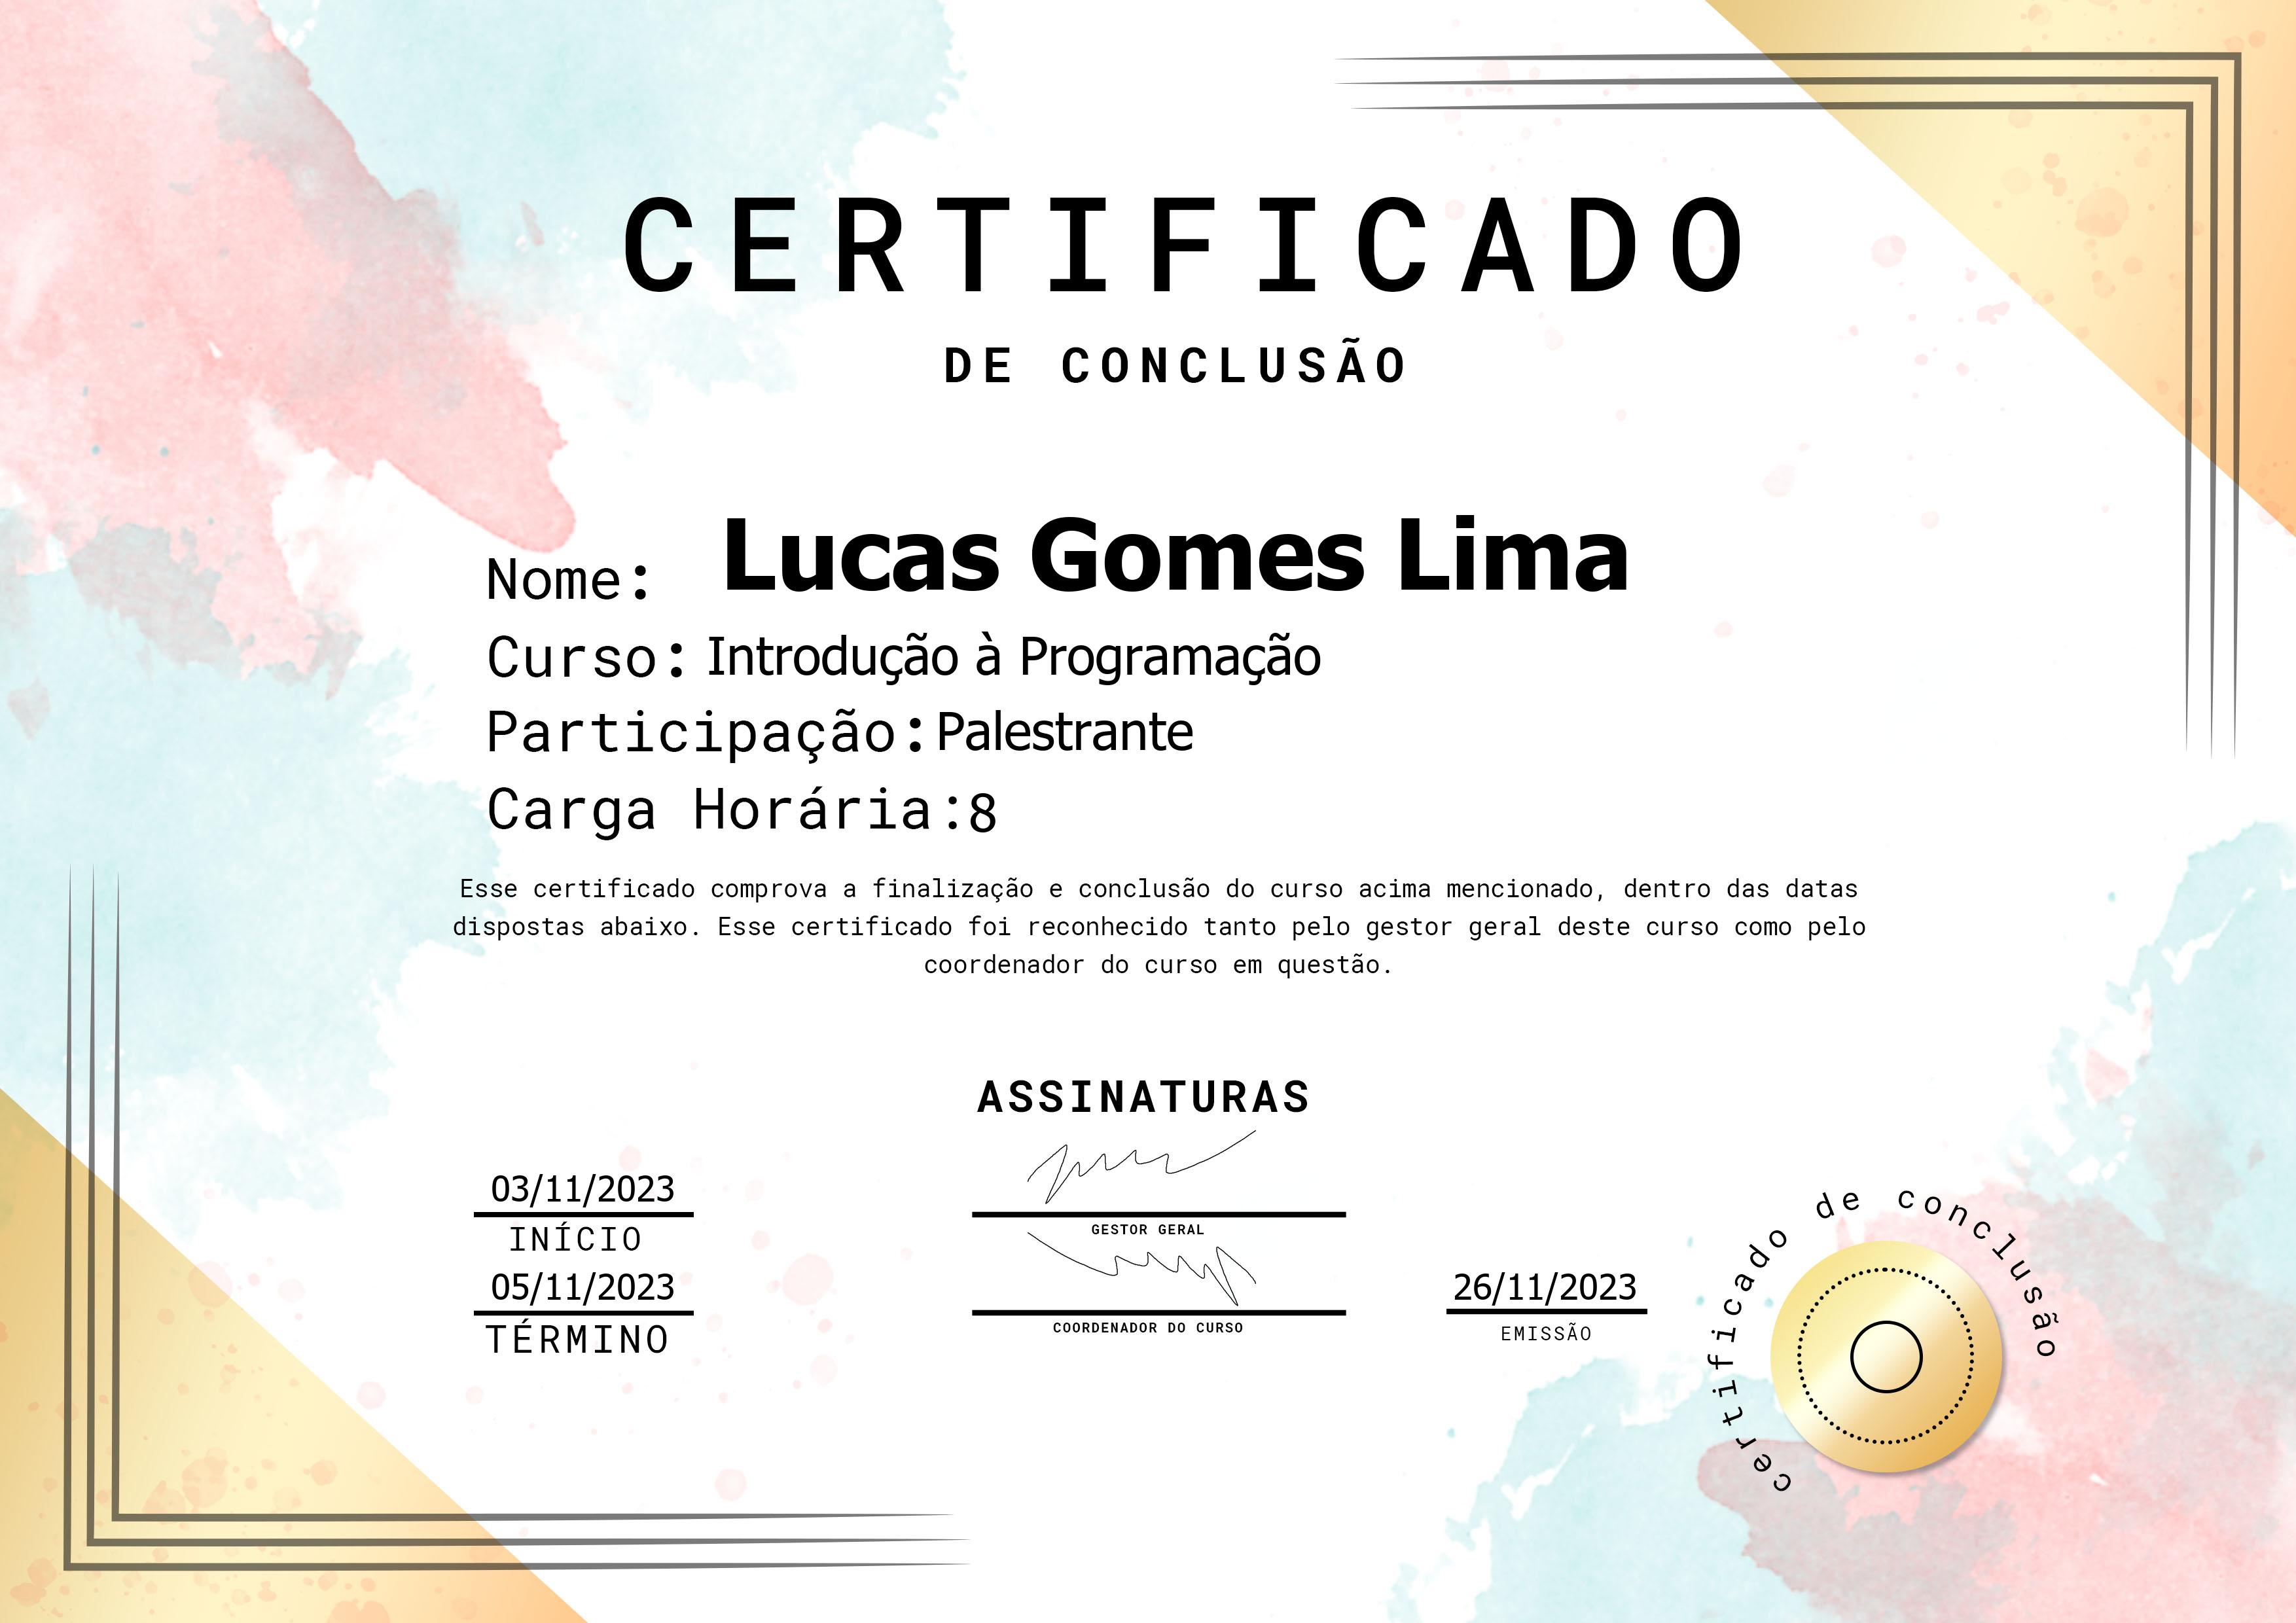 CERTIFICADO
DE CONCLUSÃO
Nome: Lucas Gomes Lima
Curso: Introdução à Programação
Participação: Palestrante
Carga Horária:8
Esse certificado comprova a finalização e conclusão do curso acima mencionado, dentro das datas
dispostas abaixo. Esse certificado foi reconhecido tanto pelo gestor geral deste curso como pelo
coordenador do curso em questão.
ASSINATURAS
03/11/2023
INÍCIO
GESTOR GERAL
05/11/2023
TÉRMINO
COORDENADOR DO CURSO
26/11/2023
EMISSÃO
certificado de conclusão